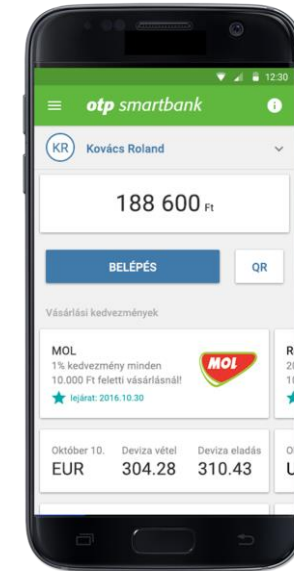 12:30
otp smartbank
KR Kovács Roland
188 600 Ft
BELÉPÉS QR
Vásárlási kedvezmények
MOL
1% kedvezmény minden
10.000 Ft feletti vásárlásnál!
lejárat: 2016.10.30
MOL
Október 10. Deviza vétel Deviza eladás
EUR 304.28 310.43